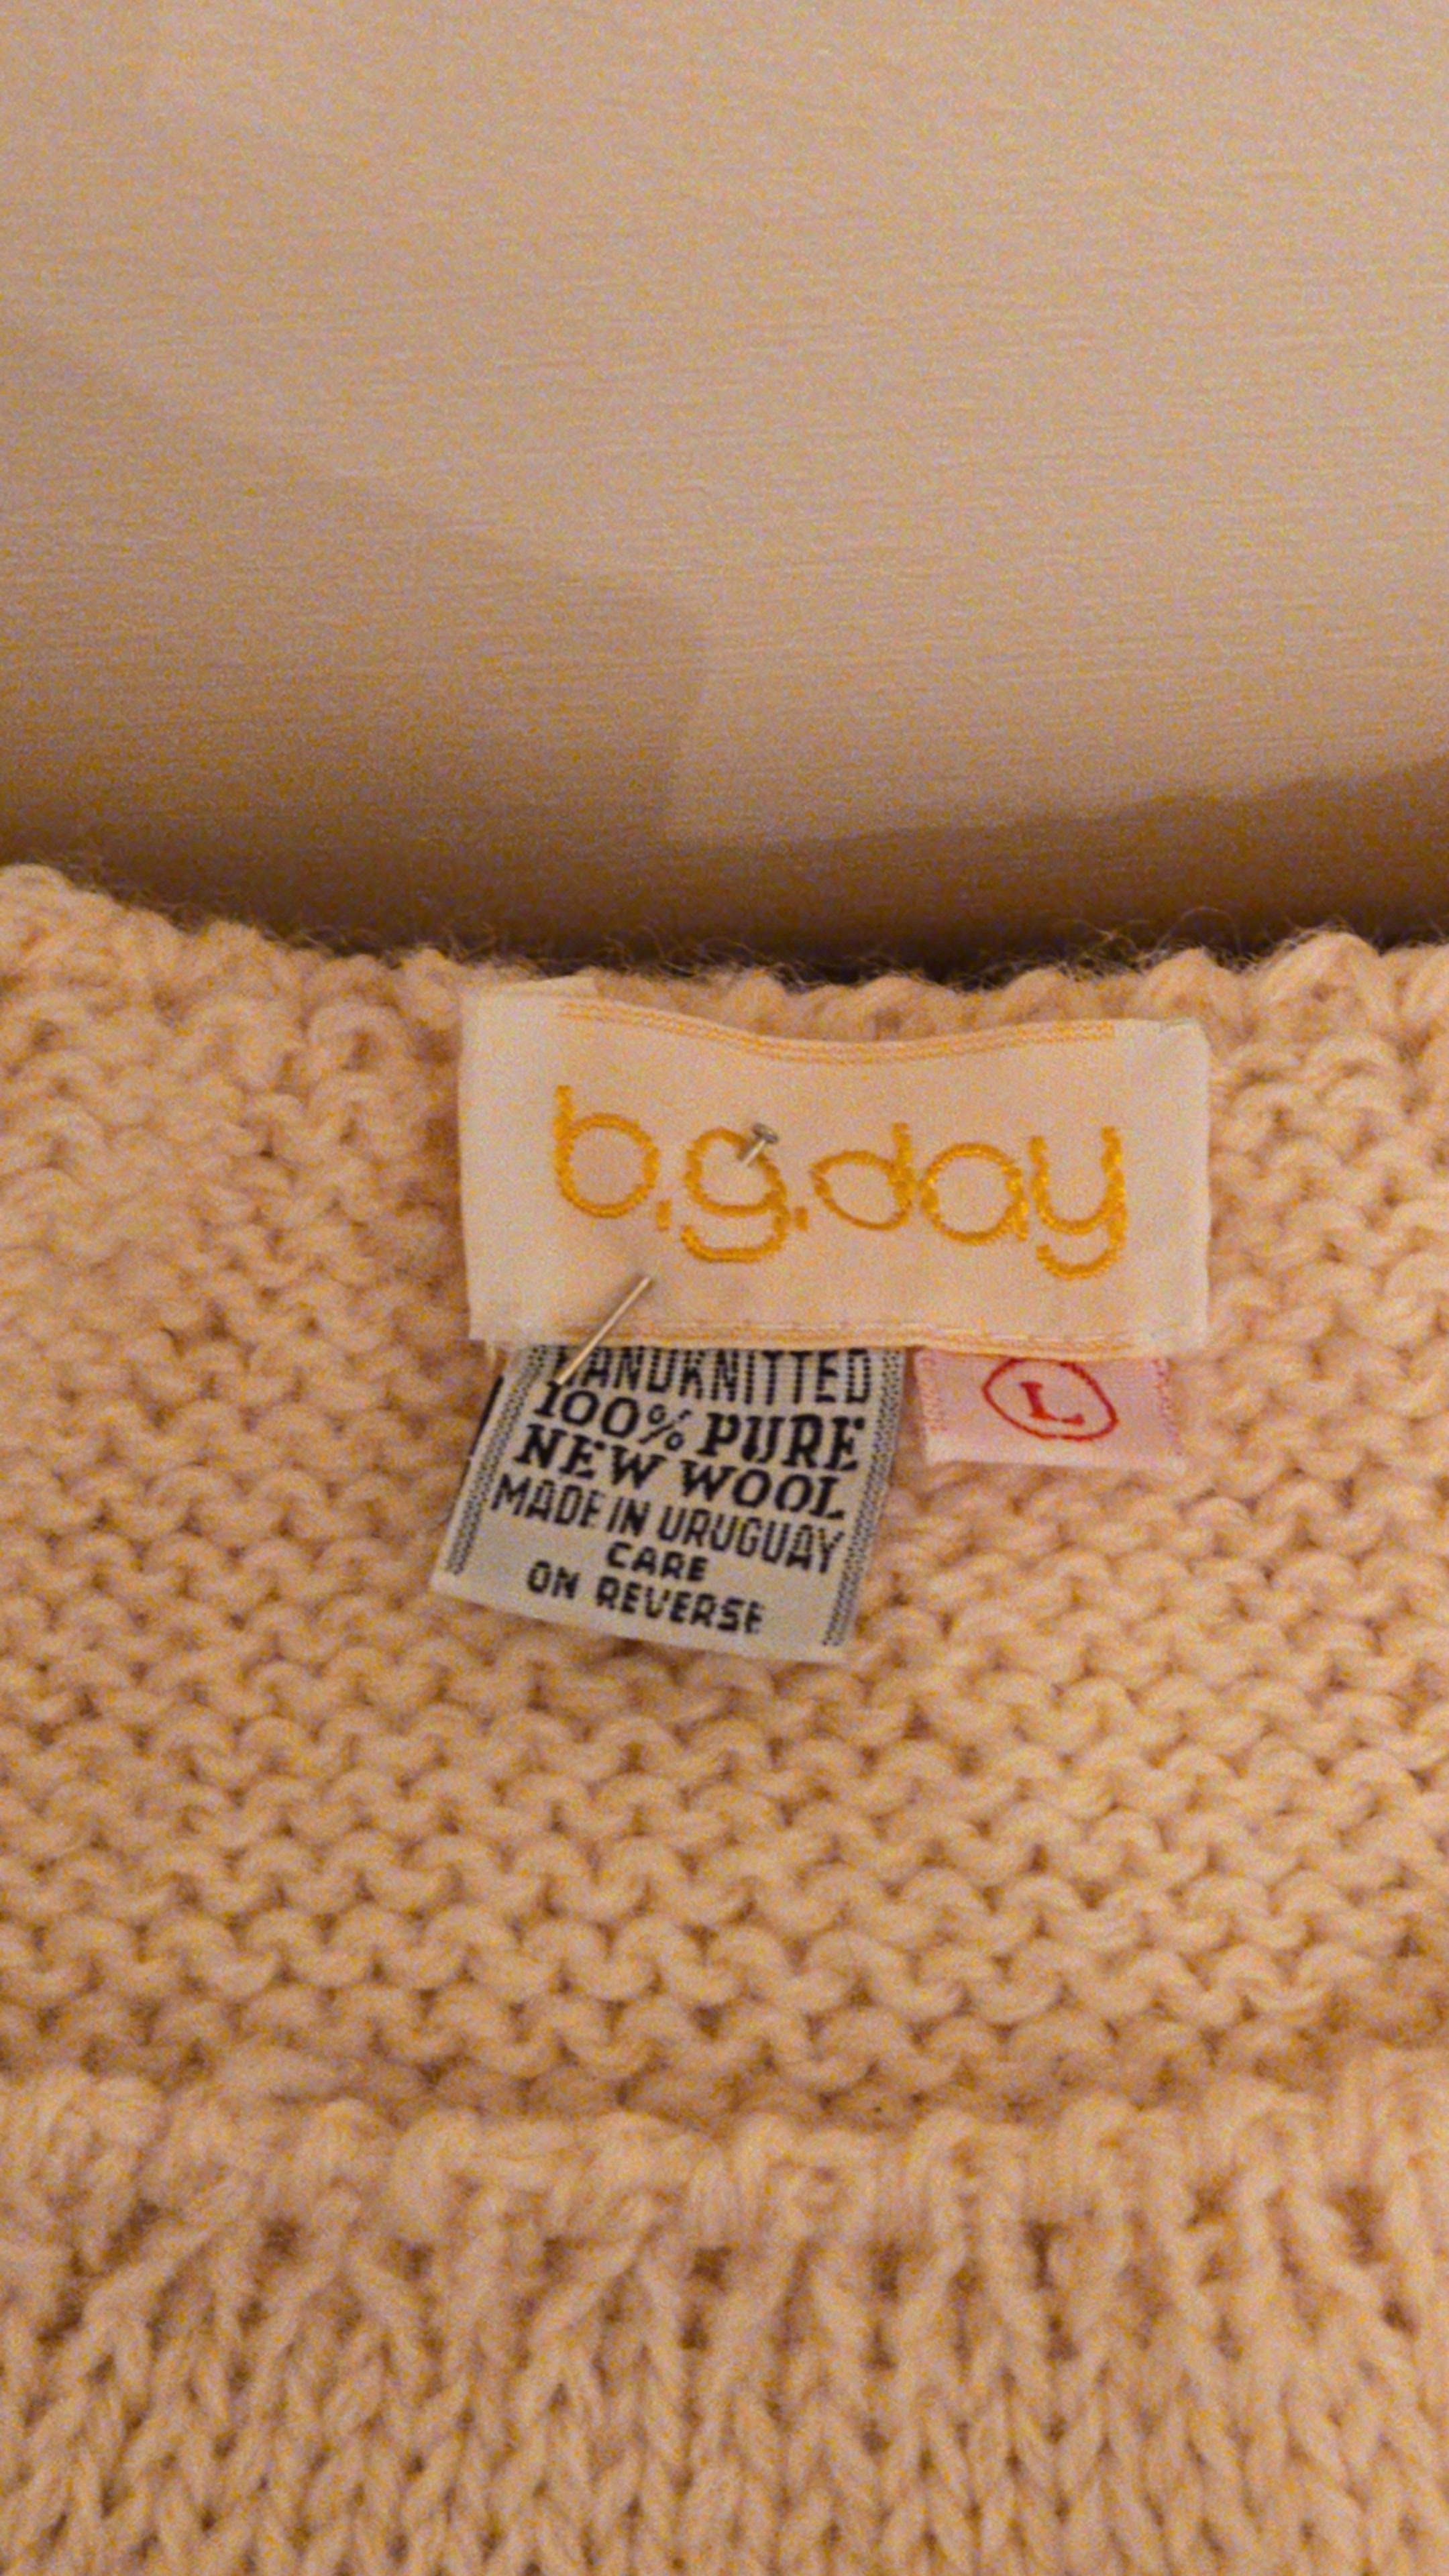 b.g.day
HANDKNITTED
100% PURE
NEW WOOL
MADE IN URUGUAY
CARE
ON REVERSE
L